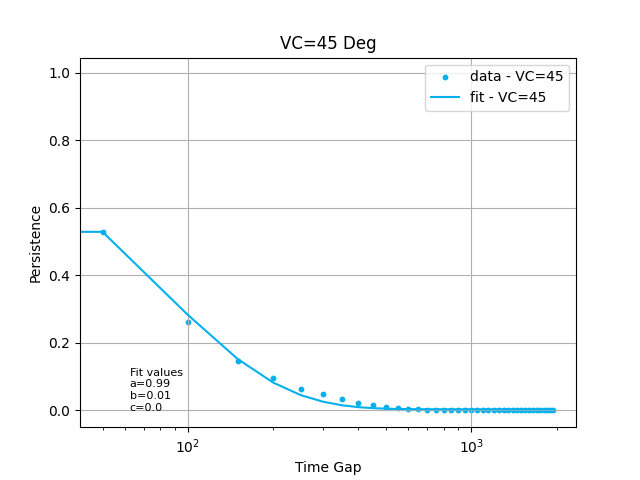 VC=45 Deg
1.0
0.8
0.6
0.4
0.2
0.0
Persistence
data - VC=45
fit - VC=45
Fit values
a=0.99
b=0.01
c=0.0
10²
10³
Time Gap